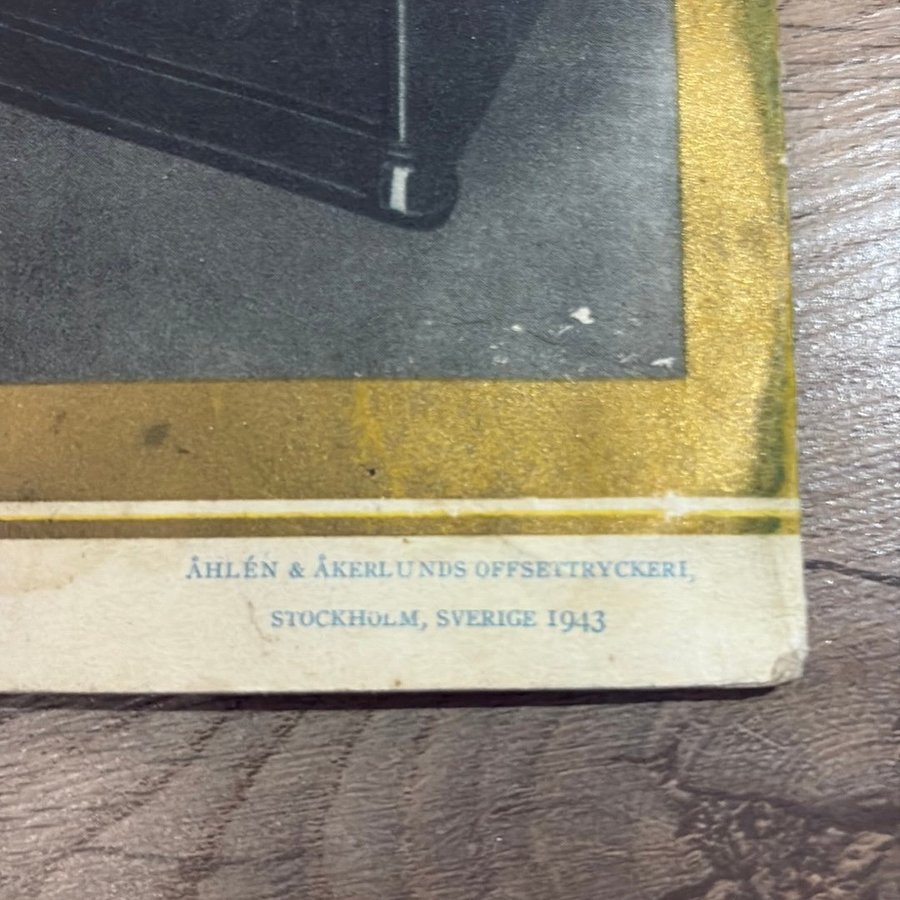 ÅHLÉN & ÅKERLUNDS OFFSETTRYCKERI,
STOCKHOLM, SVERIGE 1943